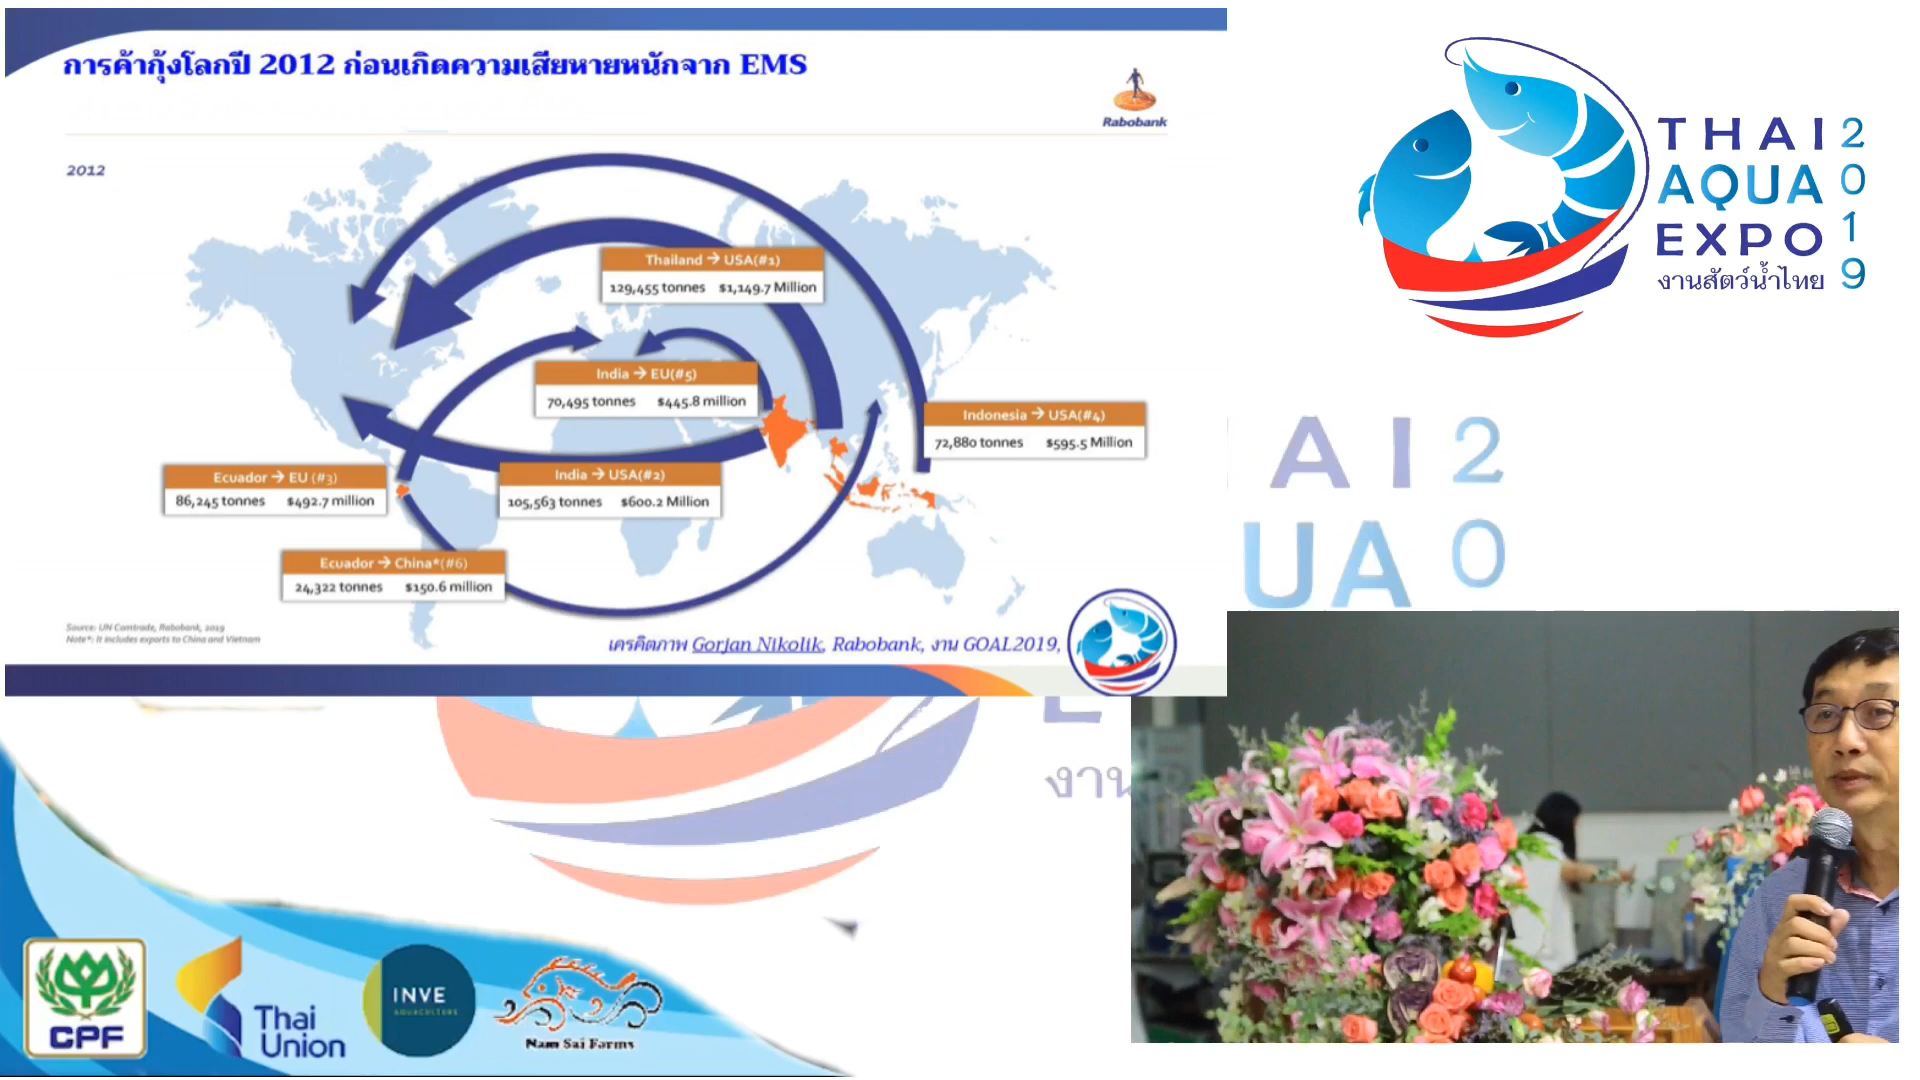 การค้ากุ้งโลกปี 2012 ก่อนเกิดความเสียหายหนักจาก EMS
Rabobank
2012
Thailand → USA(#1)
129,455 tonnes $1,149.7 Million
India → EU(#5)
70,495 tonnes $445.8 million
Indonesia → USA(#4)
72,880 tonnes $595.5 Million
Ecuador → EU (#3)
86,245 tonnes $492.7 million
India → USA(#2)
105,563 tonnes $600.2 Million
Ecuador → China*(#6)
24,322 tonnes $150.6 million
Source: UN Comtrade, Rabobank, 2019
Note*: It includes exports to China and Vietnam
เครคิตภาพ Gorjan Nikolik, Rabobank, งาน GOAL2019,
THAI
AQUA
EXPO
งานสัตว์น้ำไทย
2019
AI 2
UA 0
งาน
CPF
Thai
Union
INVE
AQUACULTURE
Nam Sai Farms